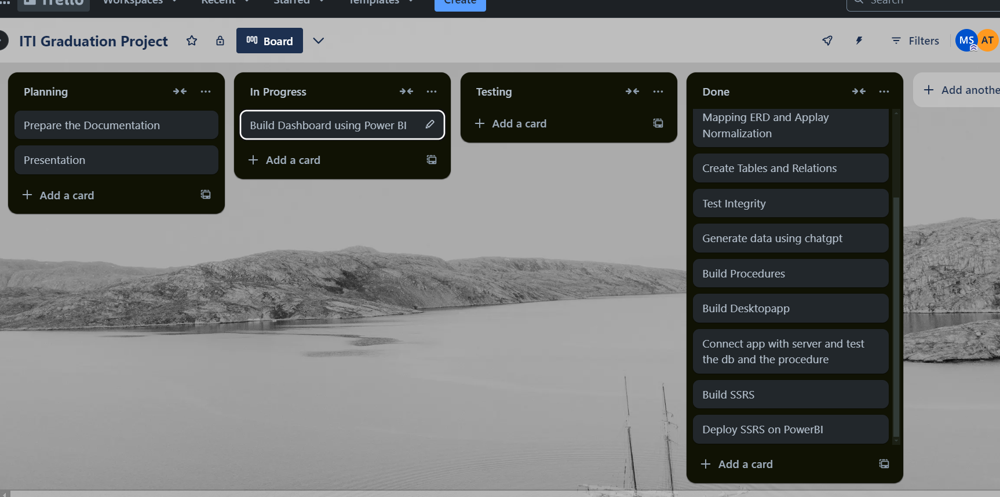 Trello
Workspaces
Recent
Starred
Templates
Create
Search
ITI Graduation Project
Board
Filters
MS
AT
Planning
Prepare the Documentation
Presentation
Add a card
In Progress
Build Dashboard using Power BI
Add a card
Testing
Add a card
Done
Mapping ERD and Applay
Normalization
Create Tables and Relations
Test Integrity
Generate data using chatgpt
Build Procedures
Build Desktopapp
Connect app with server and test
the db and the procedure
Build SSRS
Deploy SSRS on PowerBI
Add a card
Add anothe